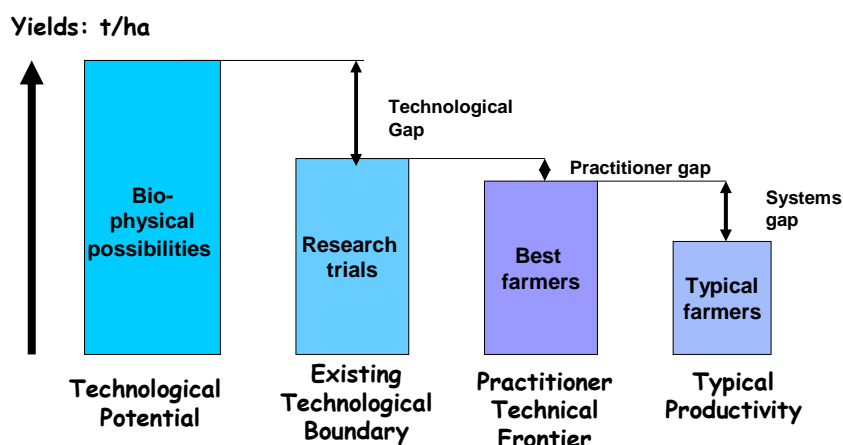 Yields: t/ha
Technological
Gap
Practitioner gap
Systems
gap
Bio-
physical
possibilities
Research
trials
Best
farmers
Typical
farmers
Technological
Potential
Existing
Technological
Boundary
Practitioner
Technical
Frontier
Typical
Productivity